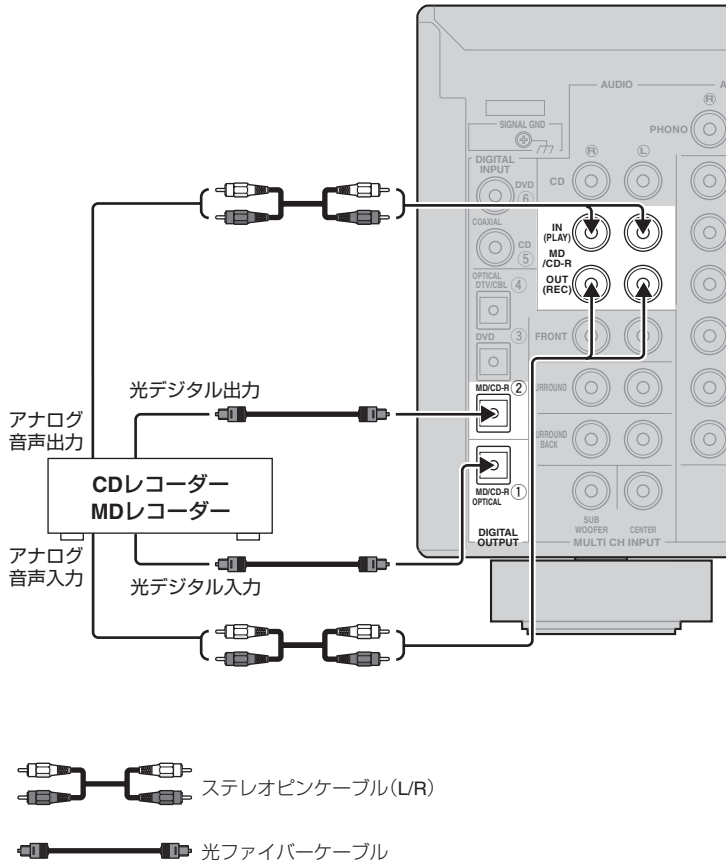 AUDIO
A
R
PHONO
SIGNAL GND
R
L
DIGITAL
INPUT
DVD
6
CD
COAXIAL
CD
5
IN
(PLAY)
MD
/CD-R
OUT
(REC)
OPTICAL
DTV/CBL
4
DVD
3
FRONT
MD/CD-R
2
URROUND
MD/CD-R
OPTICAL
1
URROUND
BACK
DIGITAL
OUTPUT
SUB
WOOFER
CENTER
MULTI CH INPUT
アナログ
音声出力
光デジタル出力
CDレコーダー
MDレコーダー
アナログ
音声入力
光デジタル入力
ステレオピンケーブル(L/R)
光ファイバーケーブル